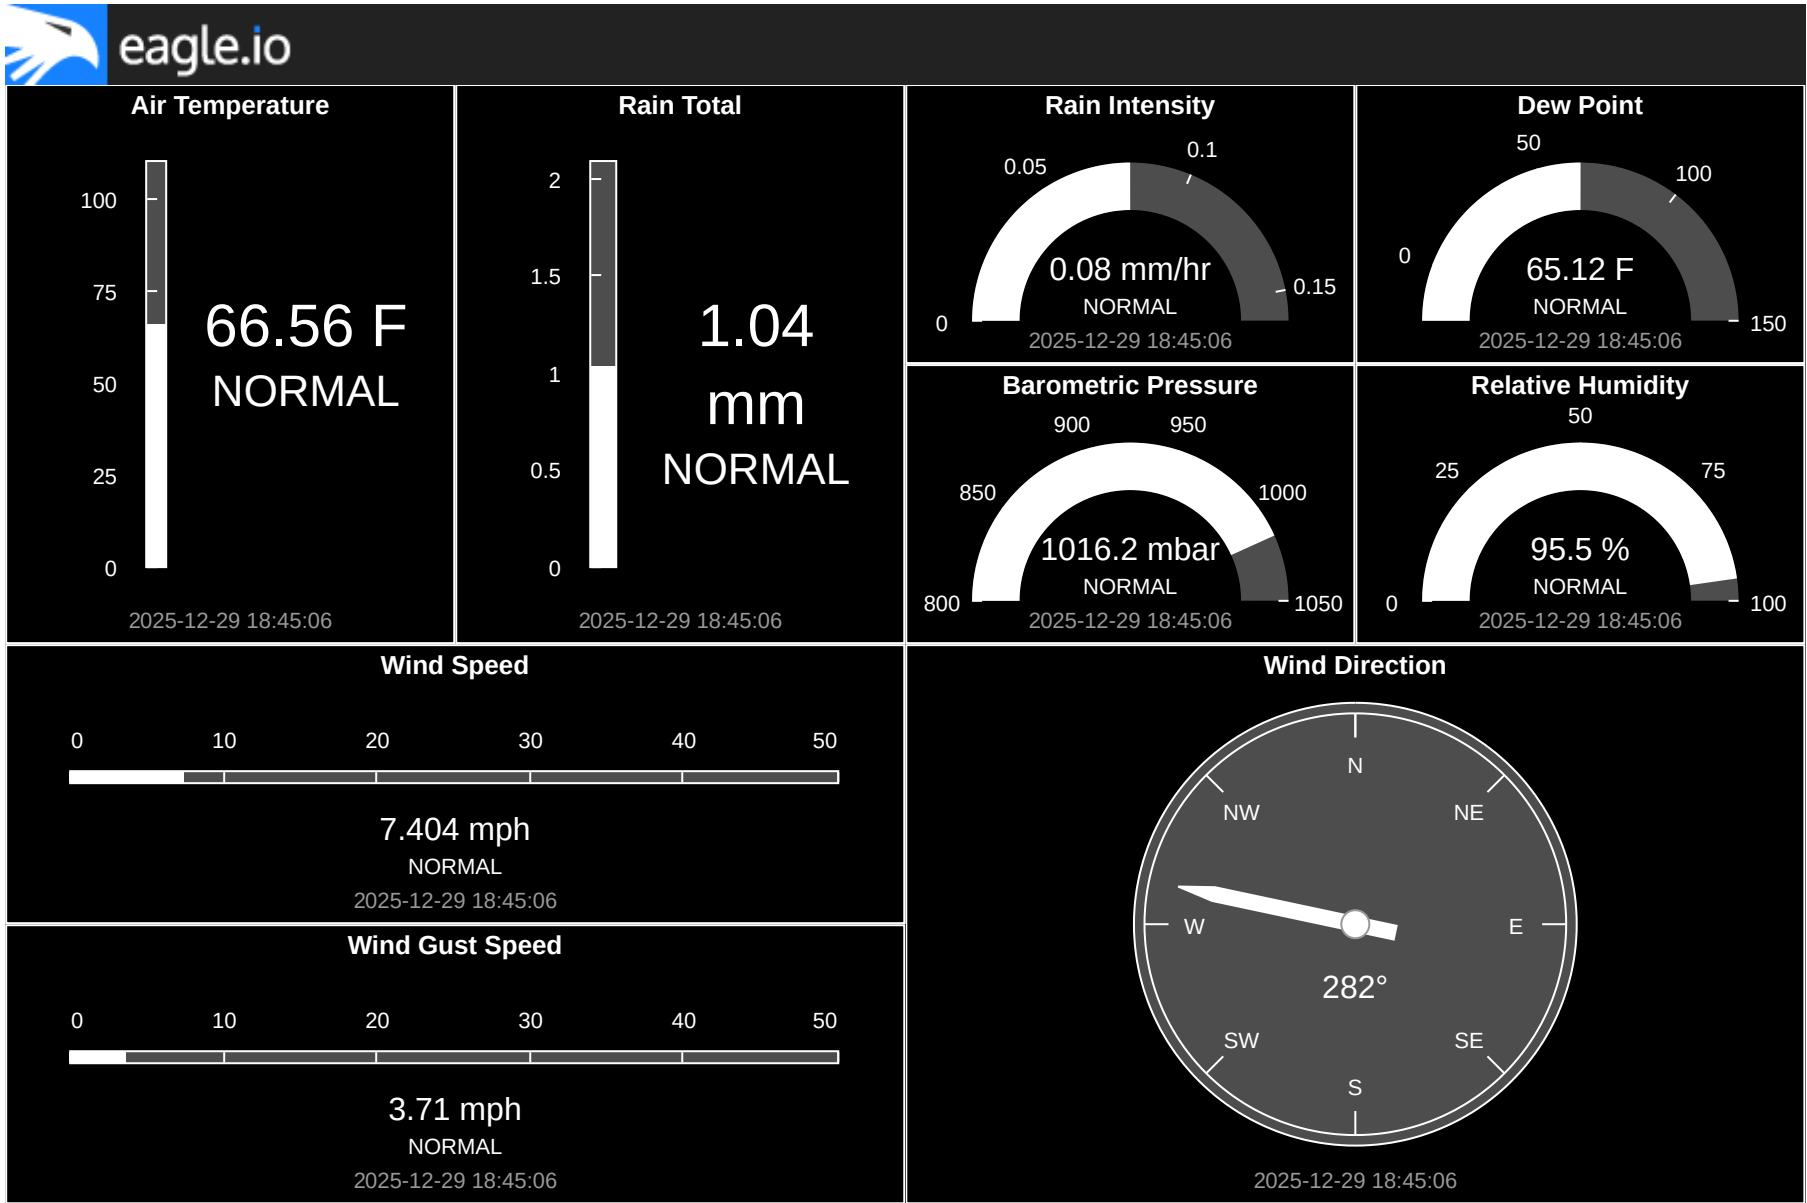 eagle.io
Air Temperature
100
75
50
25
0
66.56 F
NORMAL
2025-12-29 18:45:06
Rain Total
2
1.5
1
0.5
0
1.04
mm
NORMAL
2025-12-29 18:45:06
Rain Intensity
0
0.05
0.1
0.15
0.08 mm/hr
NORMAL
2025-12-29 18:45:06
Dew Point
0
50
100
150
65.12 F
NORMAL
2025-12-29 18:45:06
Barometric Pressure
800
850
900
950
1000
1050
1016.2 mbar
NORMAL
2025-12-29 18:45:06
Relative Humidity
0
25
50
75
100
95.5 %
NORMAL
2025-12-29 18:45:06
Wind Speed
0 10 20 30 40 50
7.404 mph
NORMAL
2025-12-29 18:45:06
Wind Gust Speed
0 10 20 30 40 50
3.71 mph
NORMAL
2025-12-29 18:45:06
Wind Direction
N
NW NE
W E
282°
SW SE
S
2025-12-29 18:45:06